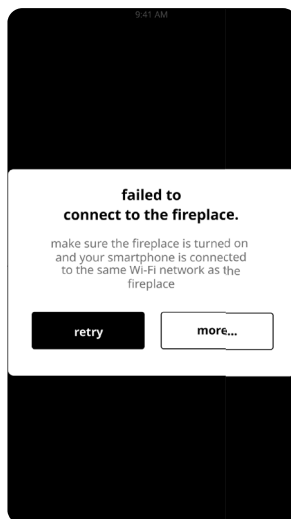 9:41 AM
failed to
connect to the fireplace.
make sure the fireplace is turned on
and your smartphone is connected
to the same Wi-Fi network as the
fireplace
retry
more...